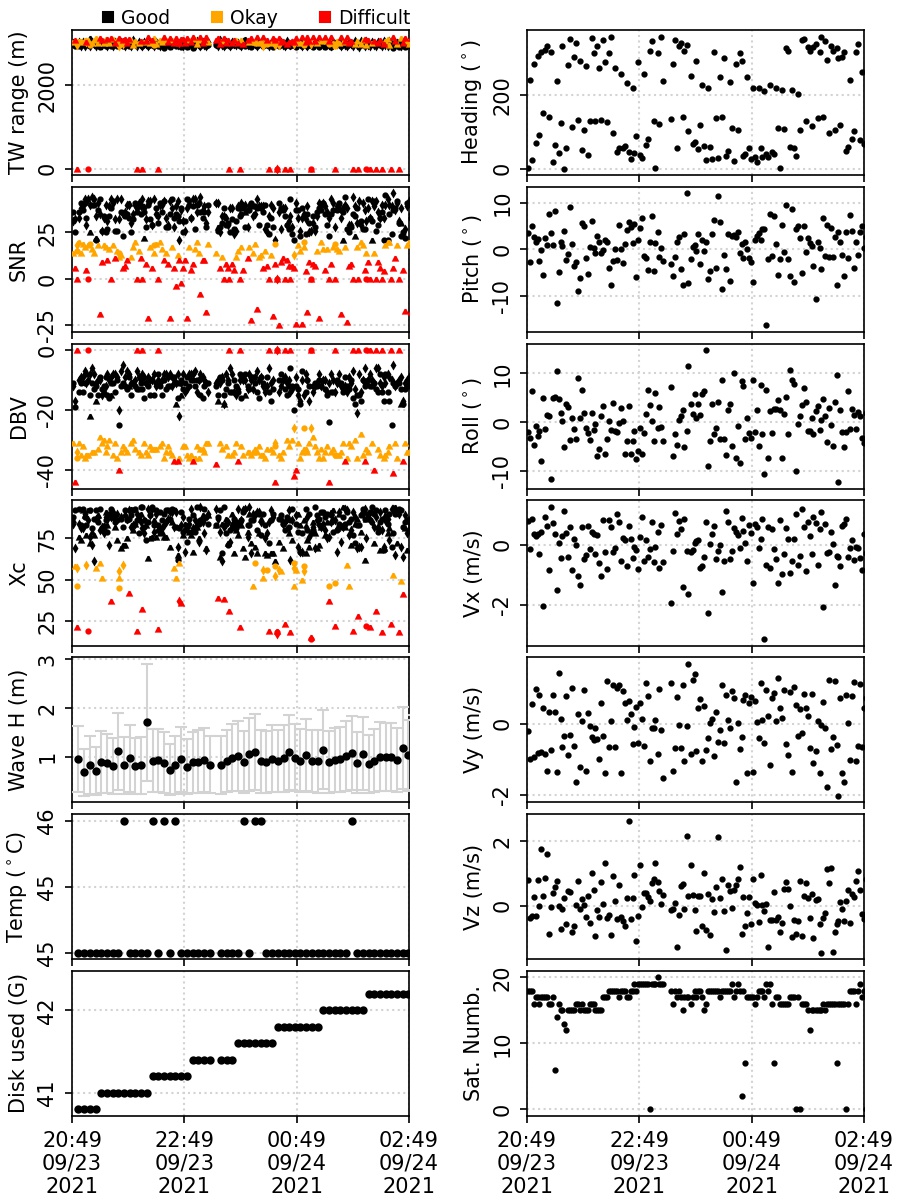 Good Okay Difficult
TW range (m)
2000
0
Heading (°)
200
0
SNR
25
0
-25
Pitch (°)
10
0
-10
DBV
0
-20
-40
Roll (°)
10
0
-10
Xc
75
50
25
Vx (m/s)
0
-2
Wave H (m)
3
2
1
Vy (m/s)
0
-2
Temp (°C)
46
45
45
Vz (m/s)
2
0
Disk used (G)
42
41
Sat. Numb.
20
10
0
20:49 22:49 00:49 02:49
09/23 09/23 09/24 09/24
2021 2021 2021 2021
20:49 22:49 00:49 02:49
09/23 09/23 09/24 09/24
2021 2021 2021 2021